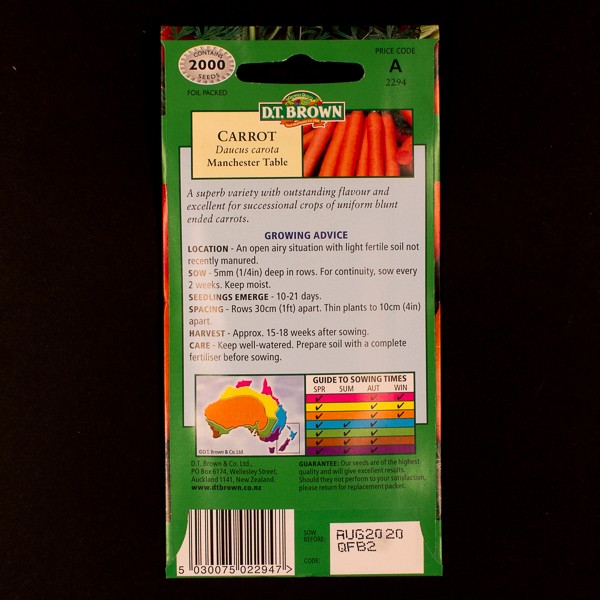 CONTAINS
2000
SEEDS
FOIL PACKED
PRICE CODE
A
2294
D.T. BROWN
CARROT
Daucus carota
Manchester Table
A superb variety with outstanding flavour and
excellent for successional crops of uniform blunt
ended carrots.
GROWING ADVICE
LOCATION - An open airy situation with light fertile soil not
recently manured.
SOW - 5mm (1/4in) deep in rows. For continuity, sow every
2 weeks. Keep moist.
SEEDLINGS EMERGE - 10-21 days.
SPACING - Rows 30cm (1ft) apart. Thin plants to 10cm (4in)
apart.
HARVEST - Approx. 15-18 weeks after sowing.
CARE - Keep well-watered. Prepare soil with a complete
fertiliser before sowing.
GUIDE TO SOWING TIMES
SPR SUM AUT WIN
©D.T. Brown & Co. Ltd
D.T. Brown & Co. Ltd.,
PO Box 6174, Wellesley Street,
Auckland 1141, New Zealand.
www.dtbrown.co.nz
GUARANTEE: Our seeds are of the highest
quality and will give excellent results.
Should they not perform to your satisfaction,
please return for replacement packet.
SOW
BEFORE:
AUG2020
QFB2
CODE:
5 030075 022947 >